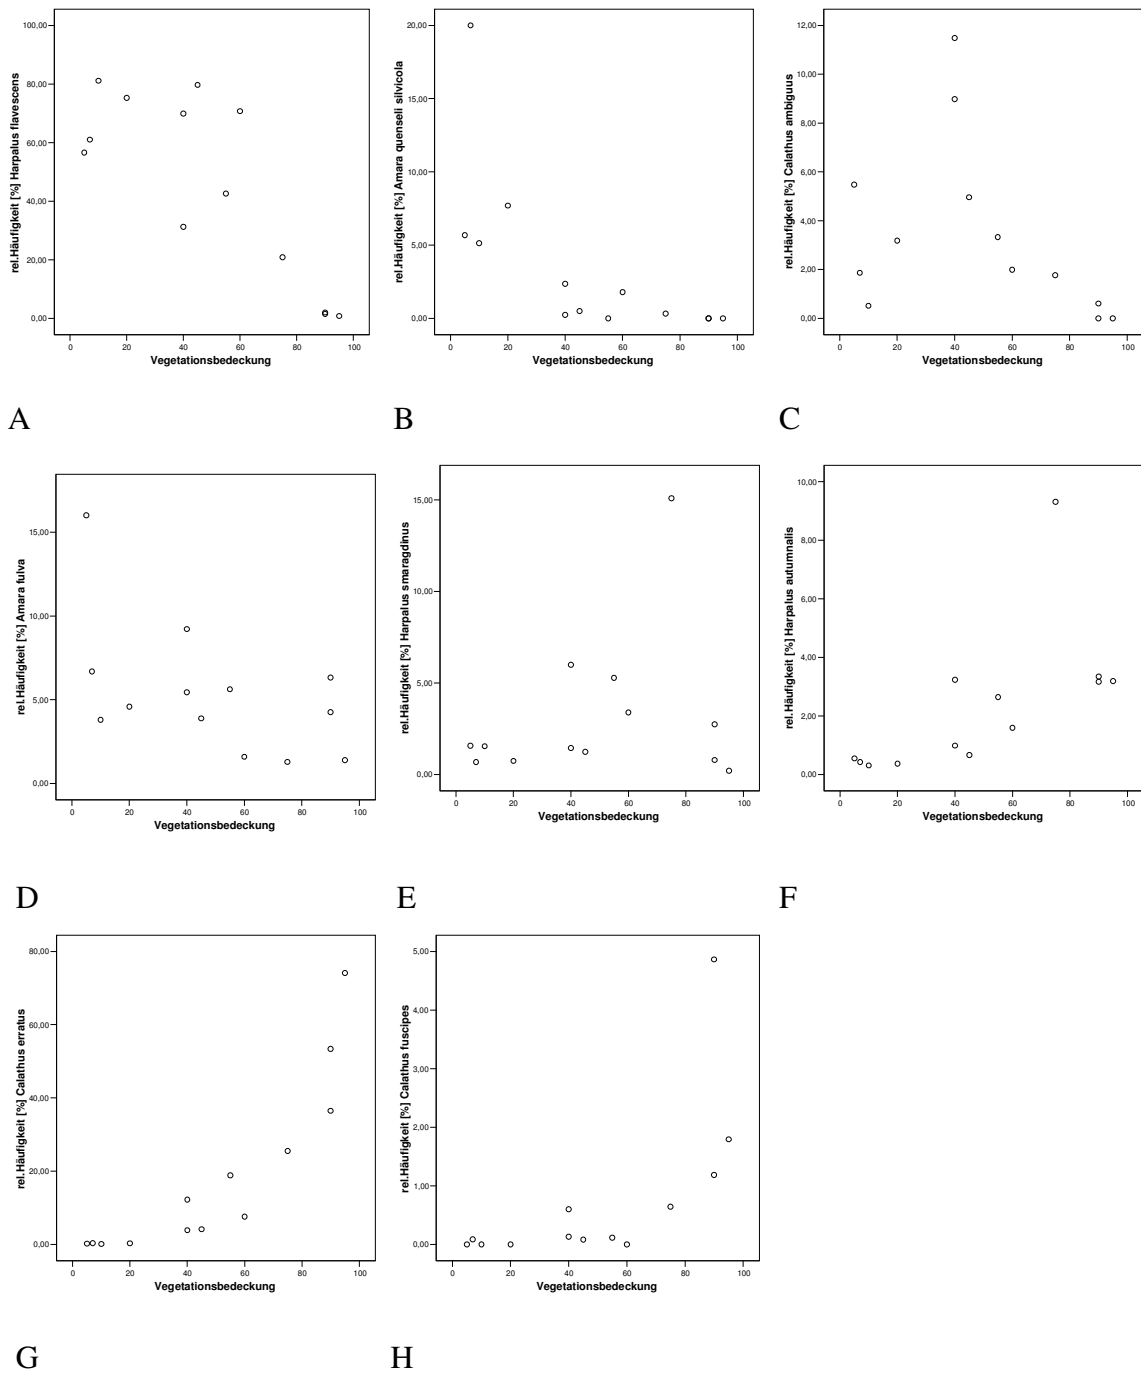 100,00
80,00
60,00
40,00
20,00
0,00
rel.Häufigkeit [%] Harpalus flavescens
0 20 40 60 80 100
Vegetationsbedeckung
A
20,00
15,00
10,00
5,00
0,00
rel.Häufigkeit [%] Amara quenseli silvicola
0 20 40 60 80 100
Vegetationsbedeckung
B
12,00
10,00
8,00
6,00
4,00
2,00
0,00
rel.Häufigkeit [%] Calathus ambiguus
0 20 40 60 80 100
Vegetationsbedeckung
C
15,00
10,00
5,00
0,00
rel.Häufigkeit [%] Amara fulva
0 20 40 60 80 100
Vegetationsbedeckung
D
15,00
10,00
5,00
0,00
rel.Häufigkeit [%] Harpalus smaragdinus
0 20 40 60 80 100
Vegetationsbedeckung
E
10,00
8,00
6,00
4,00
2,00
0,00
rel.Häufigkeit [%] Harpalus autumnalis
0 20 40 60 80 100
Vegetationsbedeckung
F
80,00
60,00
40,00
20,00
0,00
rel.Häufigkeit [%] Calathus erratus
0 20 40 60 80 100
Vegetationsbedeckung
G
5,00
4,00
3,00
2,00
1,00
0,00
rel.Häufigkeit [%] Calathus fuscipes
0 20 40 60 80 100
Vegetationsbedeckung
H